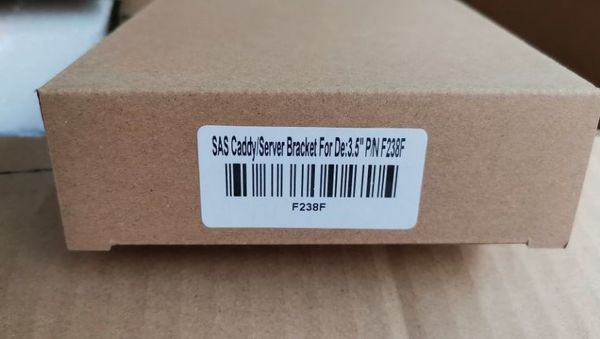 SAS Caddy/Server Bracket For De:3.5" P/N F238F
F238F